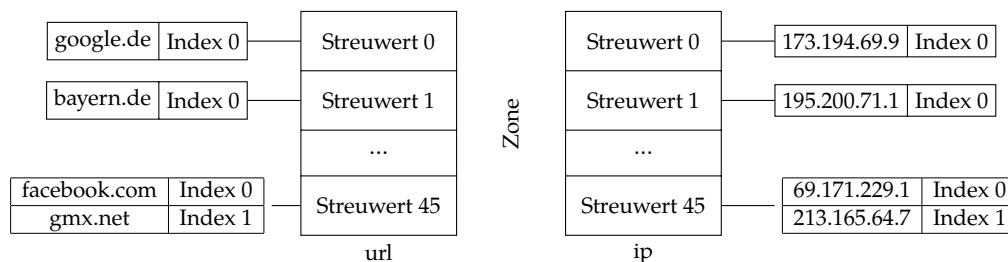 google.de Index 0 Streuwert 0 Streuwert 0 173.194.69.9 Index 0
bayern.de Index 0 Streuwert 1 Zone Streuwert 1 195.200.71.1 Index 0
... ...
facebook.com Index 0 69.171.229.1 Index 0
Streuwert 45 Streuwert 45
gmx.net Index 1 213.165.64.7 Index 1
url ip